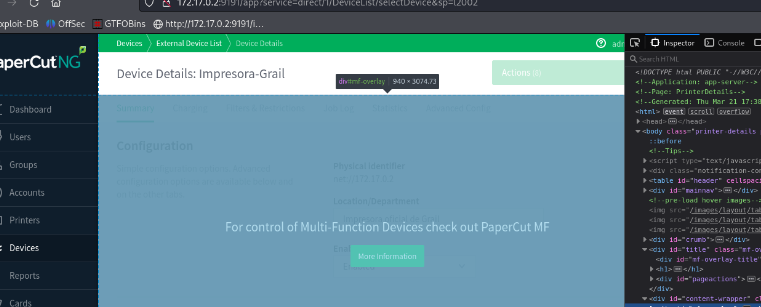 172.17.0.2:9191/app?service=direct/1/DeviceList/selectDevice&sp=l2002
xploit-DB OffSec GTFOBins http://172.17.0.2:9191/i...
aperCut NG
Devices External Device List Device Details
Device Details: Impresora-Grail
Actions
div#mf-overlay 940 × 3074.73
Dashboard
Users
Groups
Accounts
Printers
Devices
Reports
Cards
Configuration
Physical Identifier
Location/Department
For control of Multi-Function Devices check out PaperCut MF
More Information
Inspector Console
Search HTML
<!DOCTYPE html PUBLIC "-//W3C//
<!--Application: app-server-->
<!--Page: PrinterDetails-->
<!--Generated: Thu Mar 21 17:38
<html> event scroll overflow
<head> </head>
<body class="printer-details
::before
<!--Tips-->
<script type="text/javascrip
<div class="notification-con
<table id="header" cellspaci
<div id="mainnav"> </div>
<!--pre-load hover images-->
<img src="/images/layout/tab
<img src="/images/layout/tab
<img src="/images/layout/tab
<div id="crumb"> </div>
<div id="title" class="mf-ov
<div id="mf-overlay-title"
<h1> </h1>
<div id="pageactions"> </div>
</div>
<div id="content-wrapper" cl